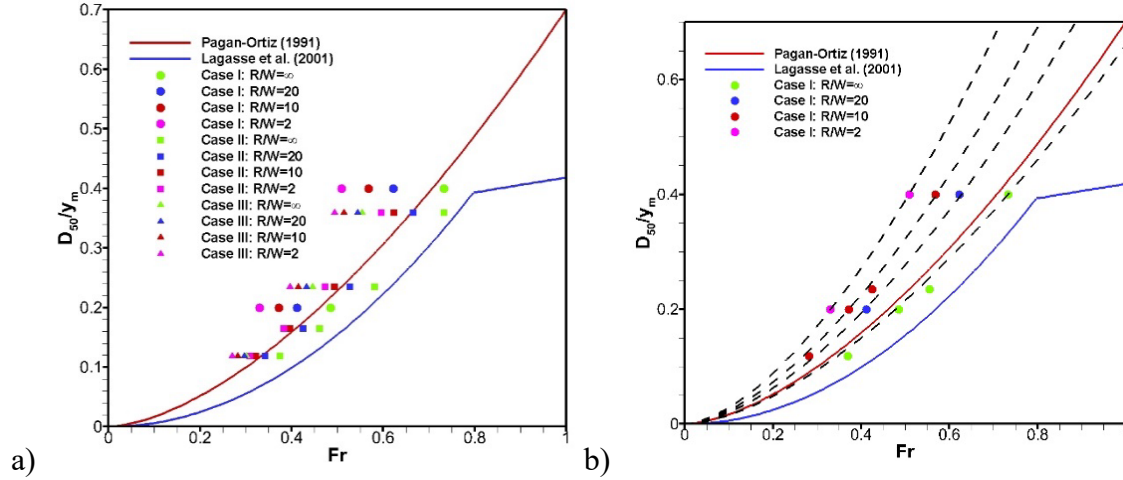 0.7
0.6
0.5
0.4
0.3
0.2
0.1
0
D50/ym
Pagan-Ortiz (1991)
Lagasse et al. (2001)
Case I: R/W=∞
Case I: R/W=20
Case I: R/W=10
Case I: R/W=2
Case II: R/W=∞
Case II: R/W=20
Case II: R/W=10
Case II: R/W=2
Case III: R/W=∞
Case III: R/W=20
Case III: R/W=10
Case III: R/W=2
0 0.2 0.4 0.6 0.8 1
Fr
a)
0.6
0.4
0.2
0
D50/ym
Pagan-Ortiz (1991)
Lagasse et al. (2001)
Case I: R/W=∞
Case I: R/W=20
Case I: R/W=10
Case I: R/W=2
0 0.2 0.4 0.6 0.8
Fr
b)